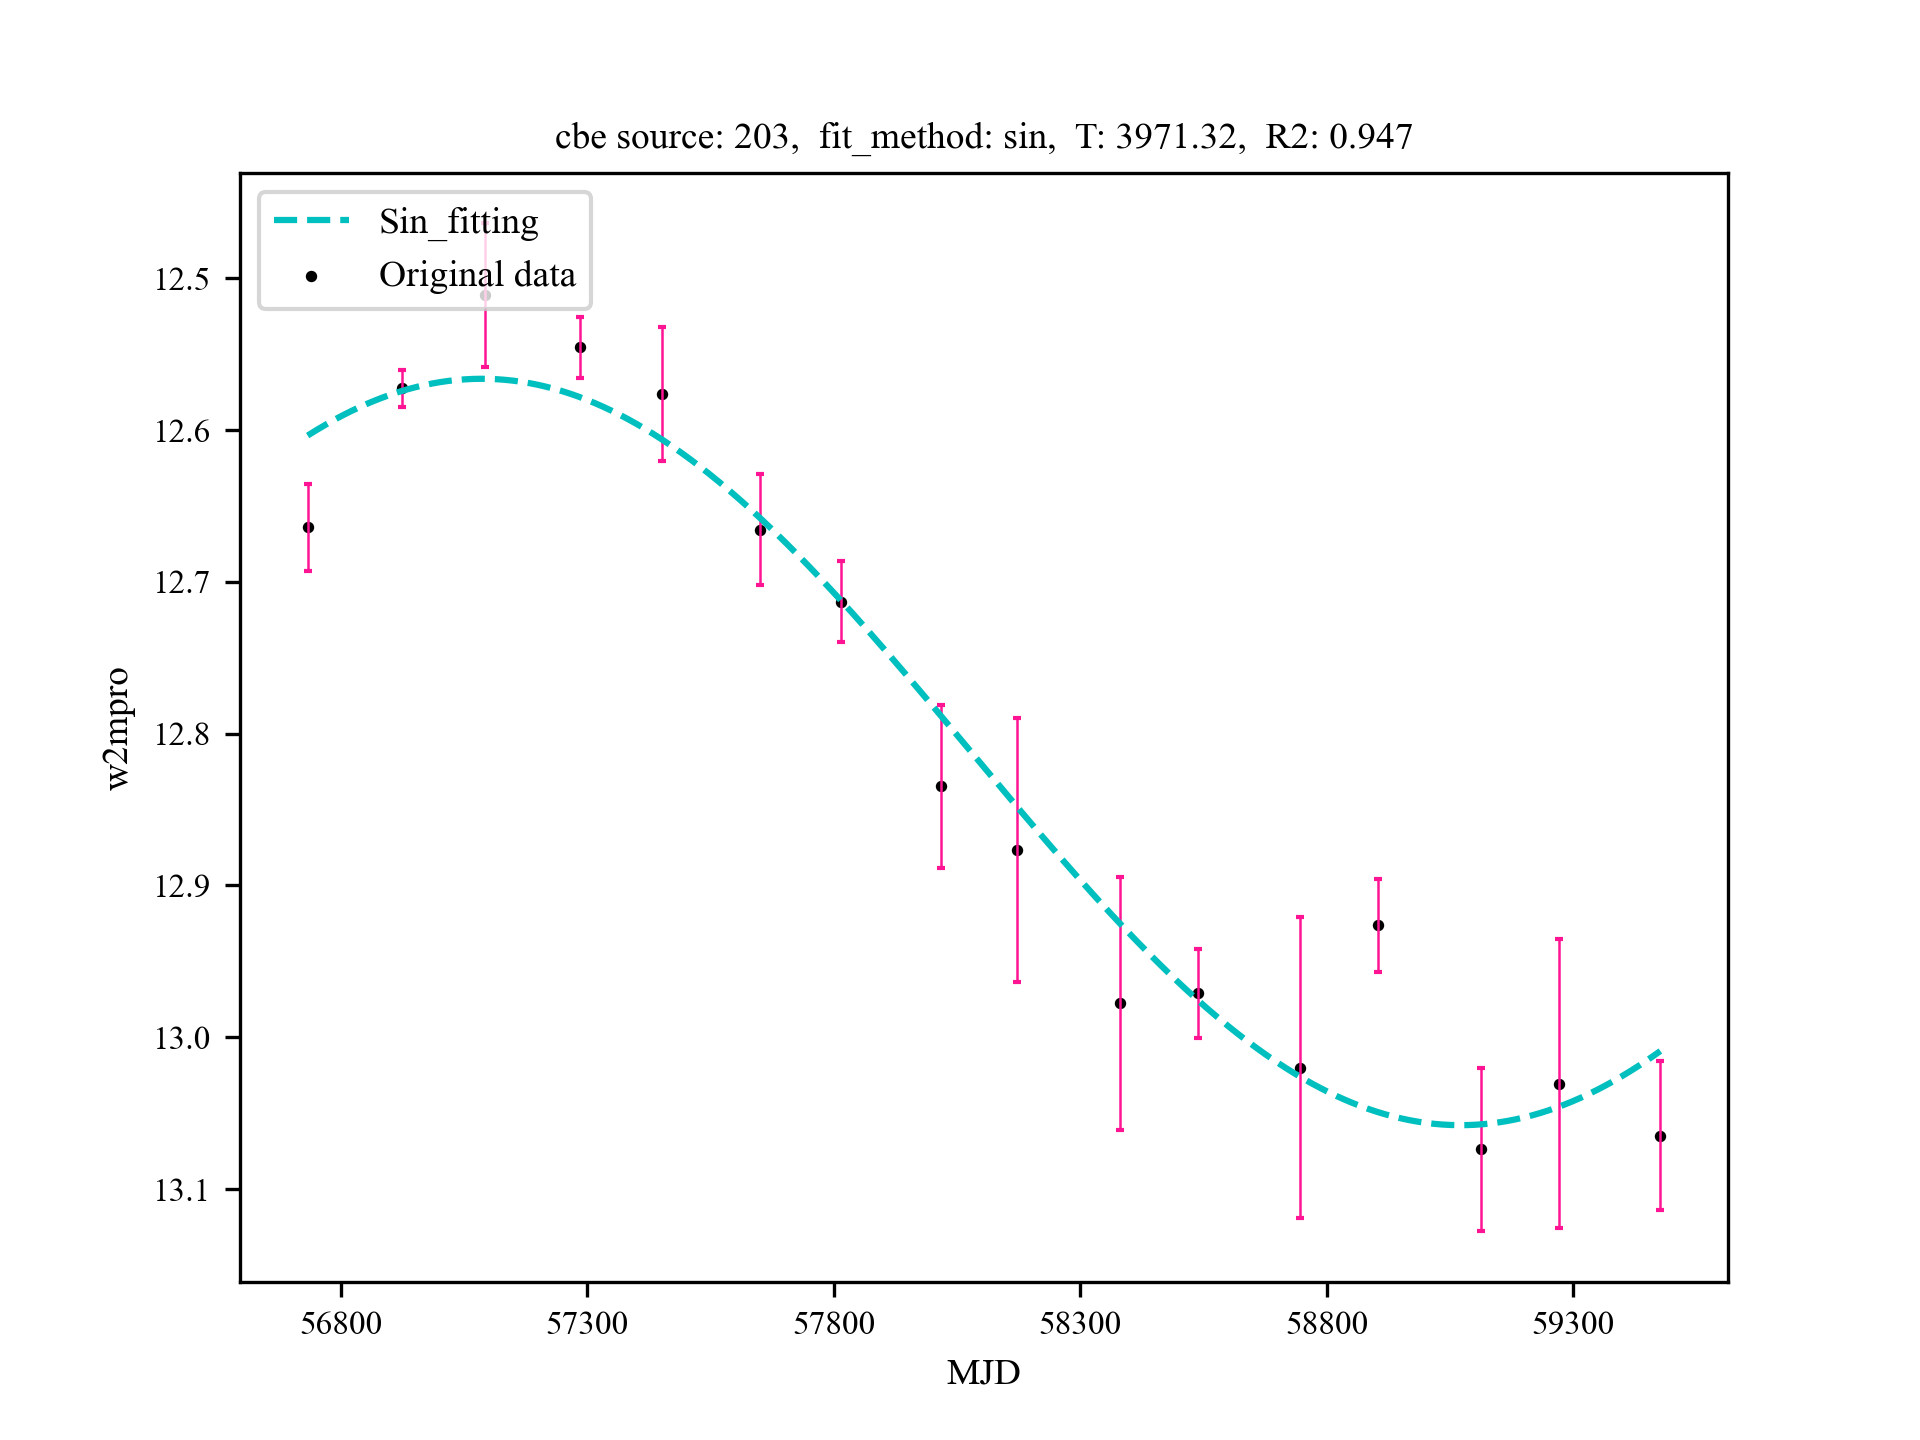 cbe source: 203,  fit_method: sin,  T: 3971.32,  R2: 0.947
Sin_fitting
Original data
12.5
12.6
12.7
12.8
12.9
13.0
13.1
w2mpro
56800 57300 57800 58300 58800 59300
MJD